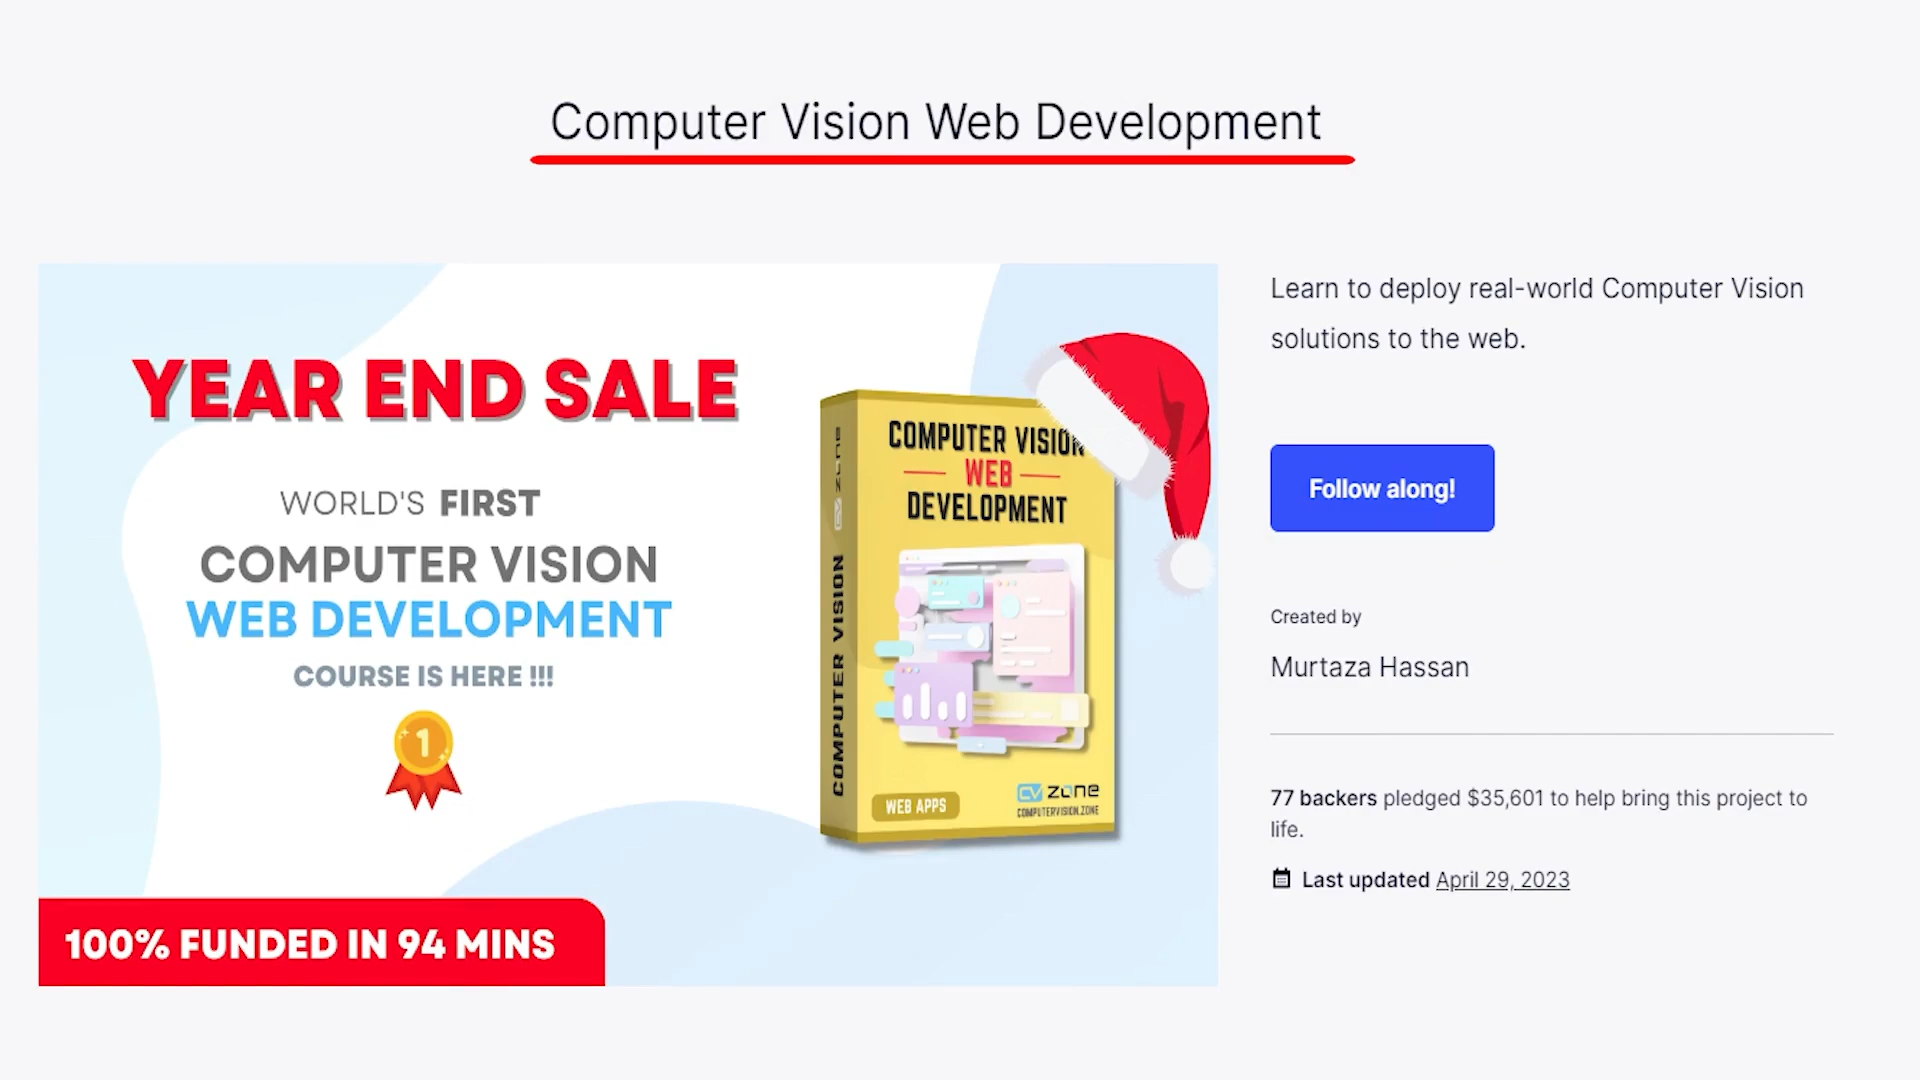 Computer Vision Web Development
YEAR END SALE
WORLD'S FIRST
COMPUTER VISION
WEB DEVELOPMENT
COURSE IS HERE !!!
1
100% FUNDED IN 94 MINS
COMPUTER VISION
WEB
DEVELOPMENT
COMPUTER VISION CV ZONE
WEB APPS
CV ZONE
COMPUTERVISION.ZONE
Learn to deploy real-world Computer Vision
solutions to the web.
Follow along!
Created by
Murtaza Hassan
77 backers pledged $35,601 to help bring this project to
life.
Last updated April 29, 2023